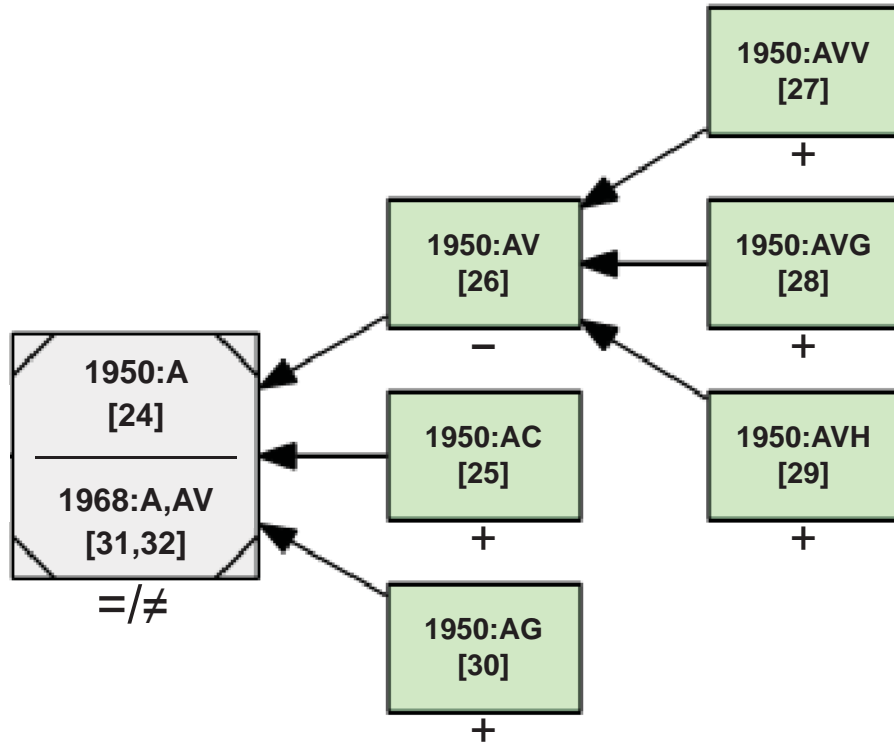 1950:AVV
[27]
+
1950:AV
[26]
–
1950:AVG
[28]
+
1950:A
[24]
1968:A,AV
[31,32]
=/≠
1950:AC
[25]
+
1950:AVH
[29]
+
1950:AG
[30]
+